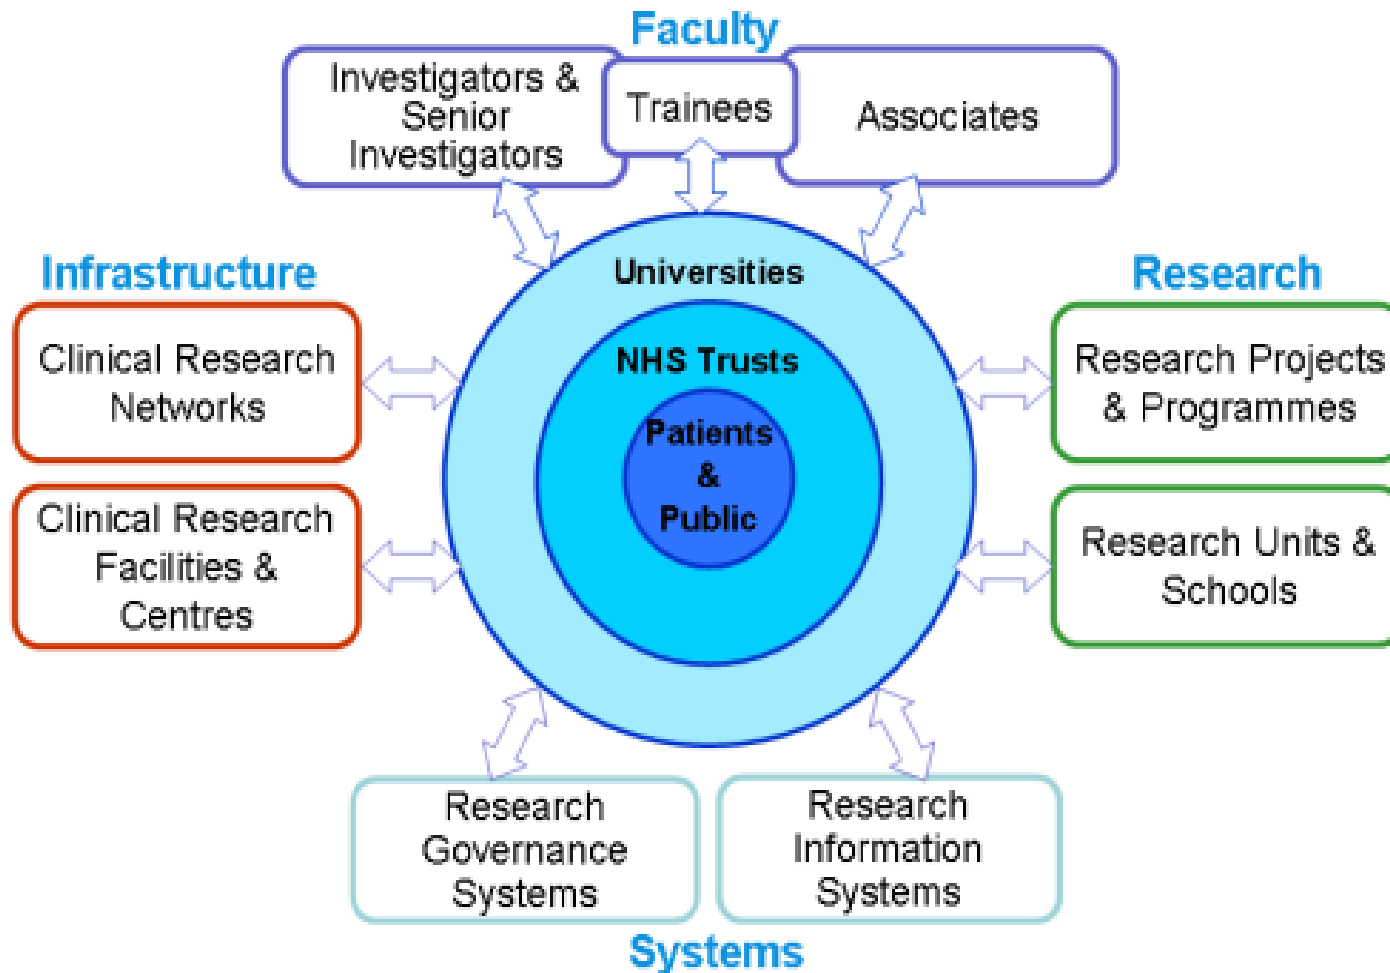 Faculty
Investigators &
Senior
Investigators
Trainees
Associates
Infrastructure
Clinical Research
Networks
Clinical Research
Facilities &
Centres
Universities
NHS Trusts
Patients
&
Public
Research
Research Projects
& Programmes
Research Units &
Schools
Research
Governance
Systems
Research
Information
Systems
Systems